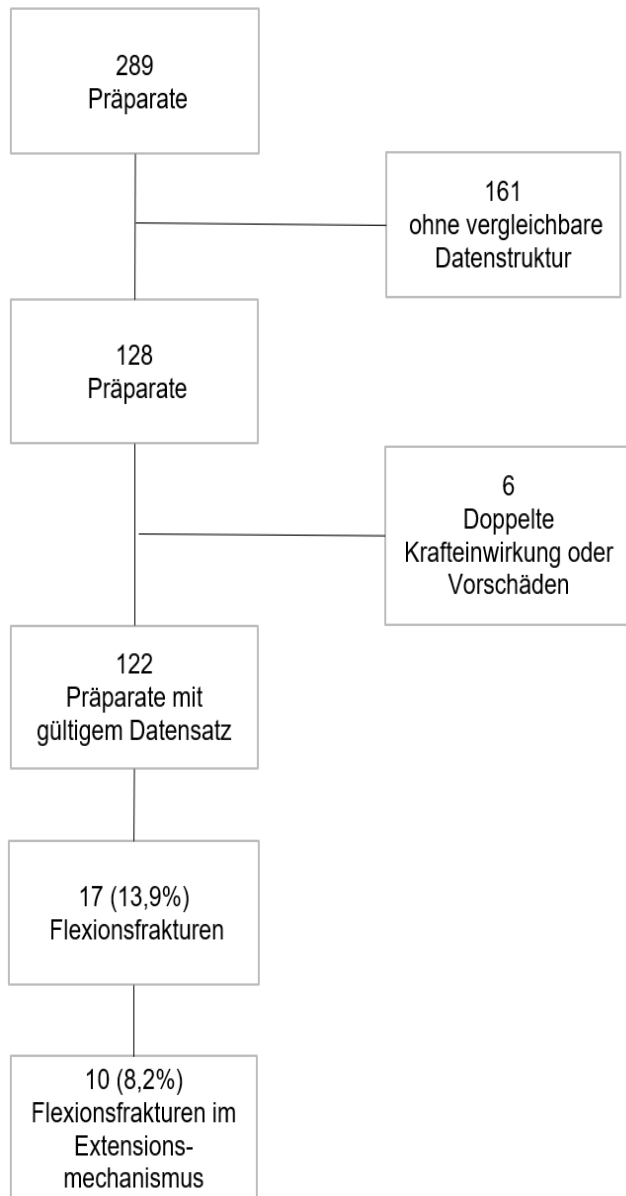 289
Präparate
161
ohne vergleichbare
Datenstruktur
128
Präparate
6
Doppelte
Krafteinwirkung oder
Vorschäden
122
Präparate mit
gültigem Datensatz
17 (13,9%)
Flexionsfrakturen
10 (8,2%)
Flexionsfrakturen im
Extensions-
mechanismus